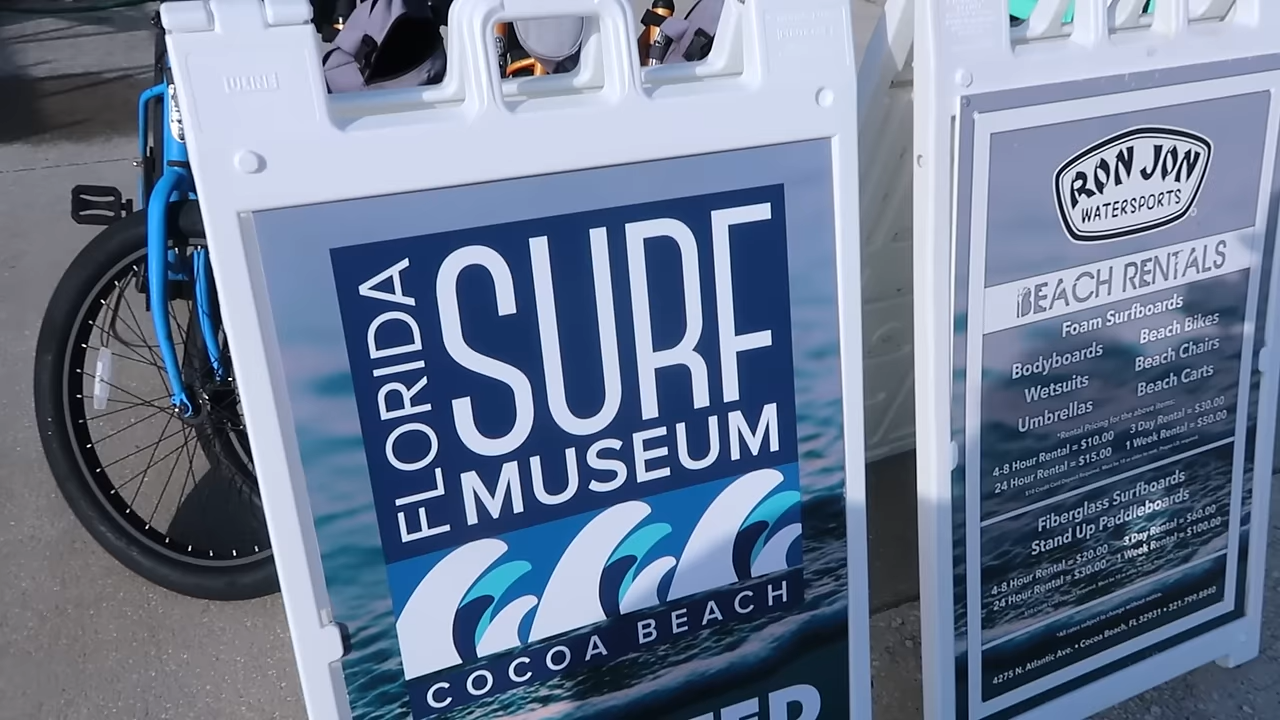 ULINE
FLORIDA
SURF
MUSEUM
COCOA BEACH
RON JON
WATERSPORTS
BEACH RENTALS
Foam Surfboards
Bodyboards
Beach Bikes
Wetsuits
Beach Chairs
Umbrellas
Beach Carts
*Rental Pricing for the above items:
4-8 Hour Rental = $10.00
3 Day Rental = $30.00
24 Hour Rental = $15.00
1 Week Rental = $50.00
Fiberglass Surfboards
Stand Up Paddleboards
4-8 Hour Rental = $20.00
3 Day Rental = $60.00
24 Hour Rental = $30.00
1 Week Rental = $100.00
*All rates subject to change without notice.
4275 N. Atlantic Ave. • Cocoa Beach, FL 32931 • 321.799.8840